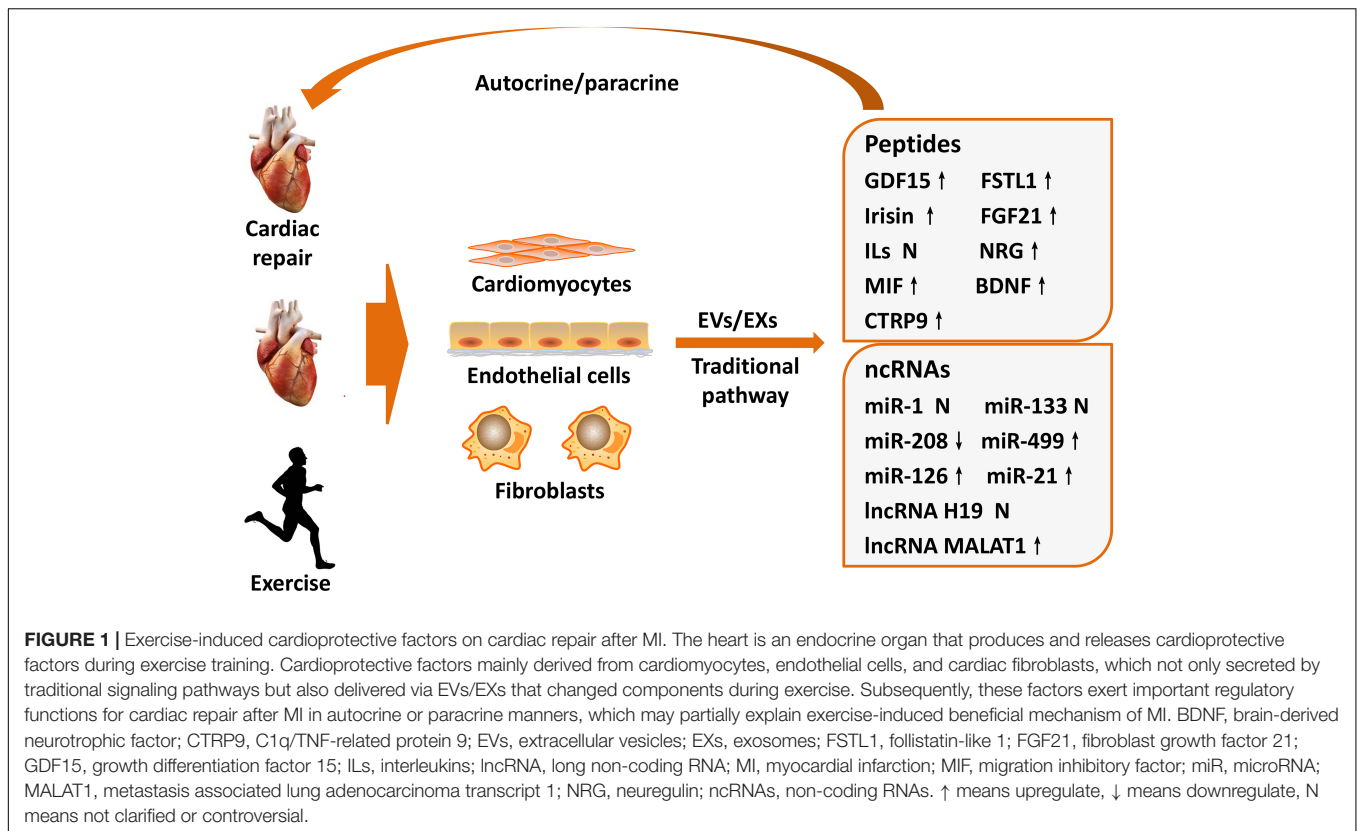 Autocrine/paracrine
Cardiac
repair
Exercise
Cardiomyocytes
Endothelial cells
Fibroblasts
EVs/EXs
Traditional
pathway
Peptides
GDF15 ↑ FSTL1 ↑
Irisin ↑ FGF21 ↑
ILs N NRG ↑
MIF ↑ BDNF ↑
CTRP9 ↑
ncRNAs
miR-1 N miR-133 N
miR-208 ↓ miR-499 ↑
miR-126 ↑ miR-21 ↑
lncRNA H19 N
lncRNA MALAT1 ↑
FIGURE 1 | Exercise-induced cardioprotective factors on cardiac repair after MI. The heart is an endocrine organ that produces and releases cardioprotective
factors during exercise training. Cardioprotective factors mainly derived from cardiomyocytes, endothelial cells, and cardiac fibroblasts, which not only secreted by
traditional signaling pathways but also delivered via EVs/EXs that changed components during exercise. Subsequently, these factors exert important regulatory
functions for cardiac repair after MI in autocrine or paracrine manners, which may partially explain exercise-induced beneficial mechanism of MI. BDNF, brain-derived
neurotrophic factor; CTRP9, C1q/TNF-related protein 9; EVs, extracellular vesicles; EXs, exosomes; FSTL1, follistatin-like 1; FGF21, fibroblast growth factor 21;
GDF15, growth differentiation factor 15; ILs, interleukins; lncRNA, long non-coding RNA; MI, myocardial infarction; MIF, migration inhibitory factor; miR, microRNA;
MALAT1, metastasis associated lung adenocarcinoma transcript 1; NRG, neuregulin; ncRNAs, non-coding RNAs. ↑ means upregulate, ↓ means downregulate, N
means not clarified or controversial.